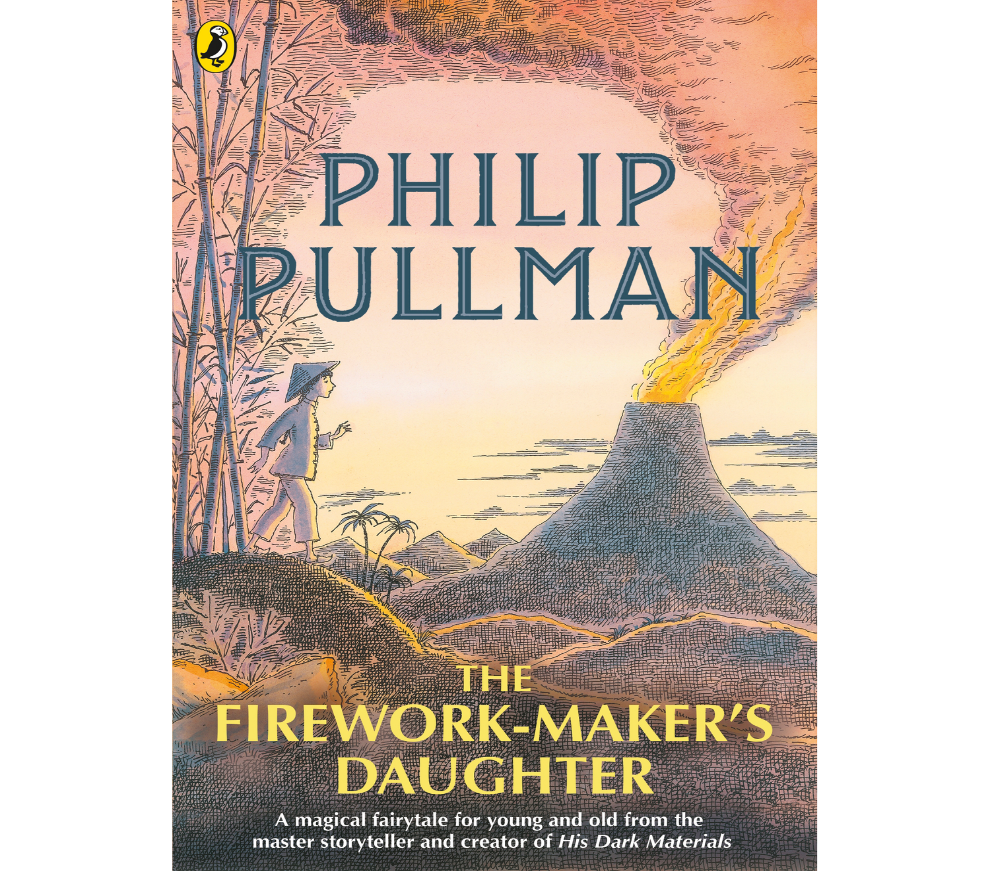 PHILIP
PULLMAN
THE
FIREWORK-MAKER’S
DAUGHTER
A magical fairytale for young and old from the
master storyteller and creator of His Dark Materials